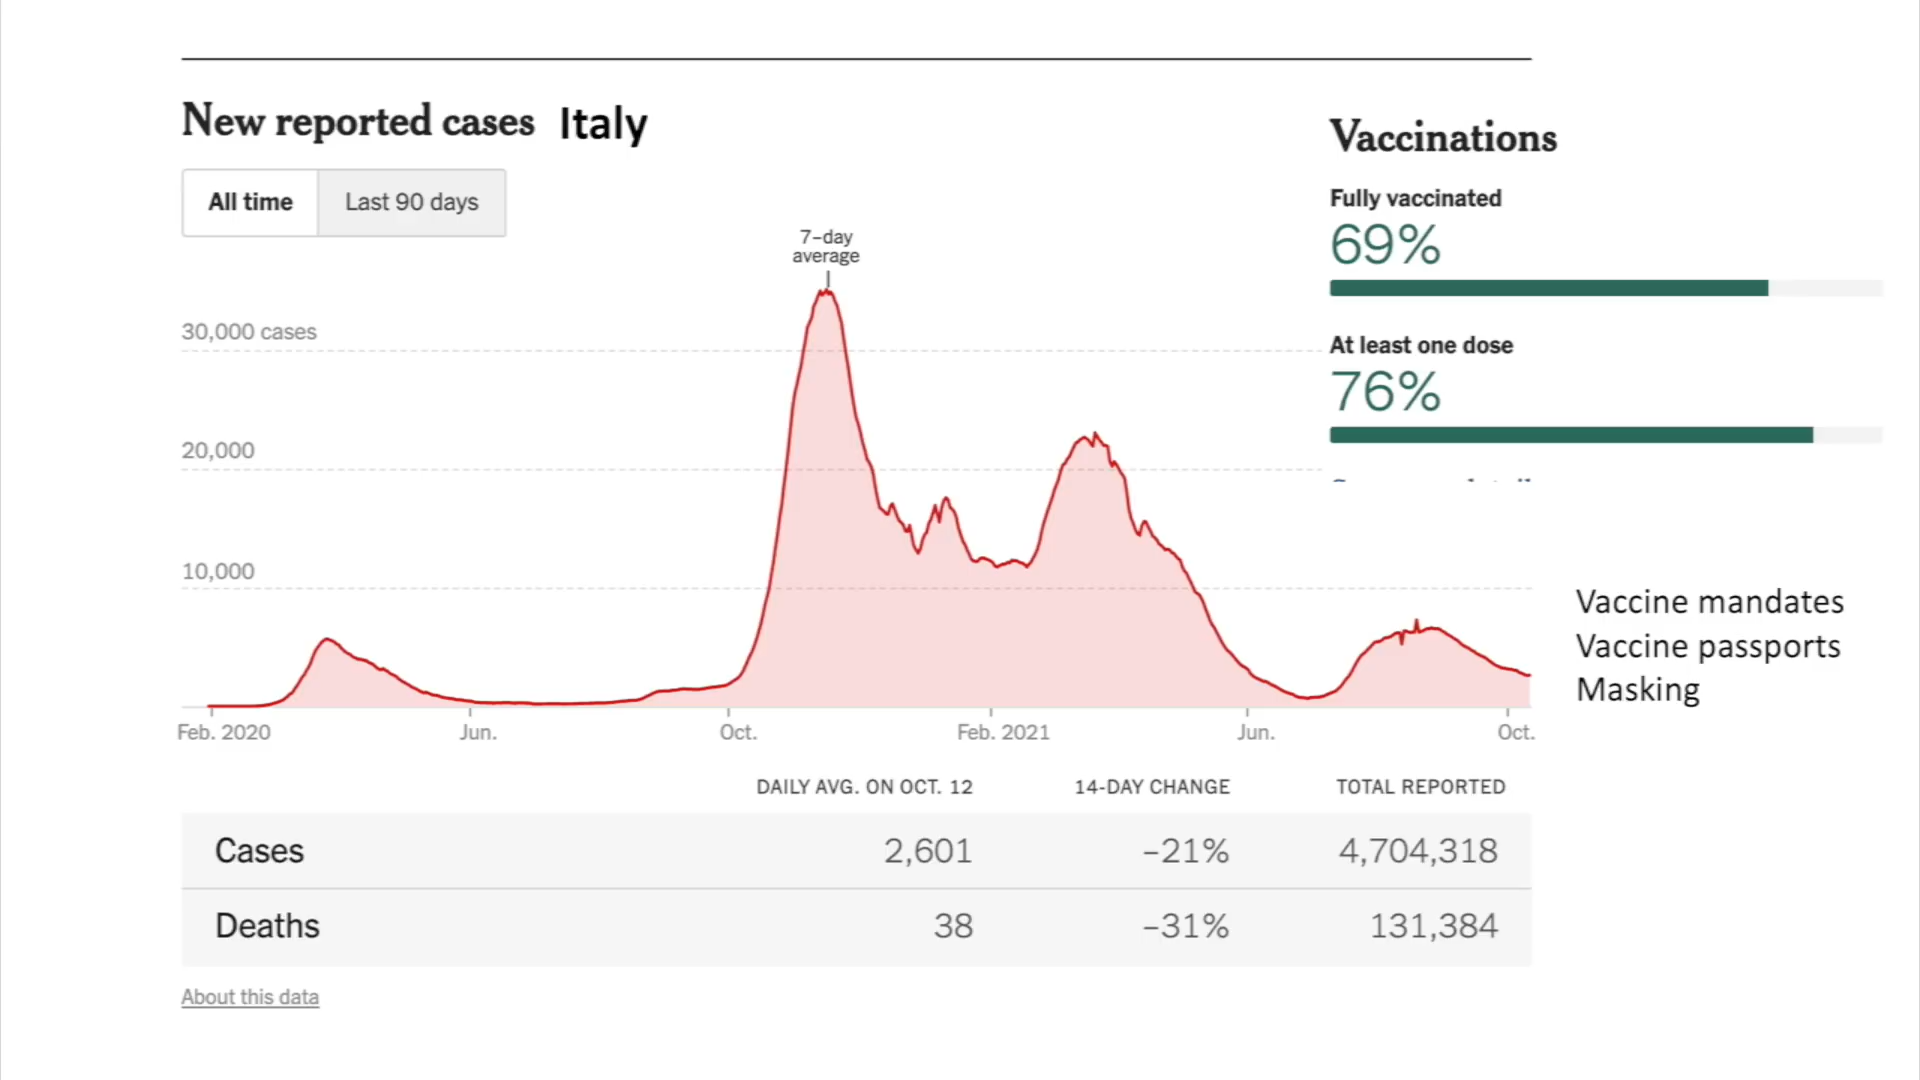 New reported cases Italy
All time
Last 90 days
7-day
average
30,000 cases
20,000
10,000
Feb. 2020
Jun.
Oct.
Feb. 2021
Jun.
Oct.
Vaccinations
Fully vaccinated
69%
At least one dose
76%
Vaccine mandates
Vaccine passports
Masking
DAILY AVG. ON OCT. 12 14-DAY CHANGE TOTAL REPORTED
Cases 2,601 -21% 4,704,318
Deaths 38 -31% 131,384
About this data